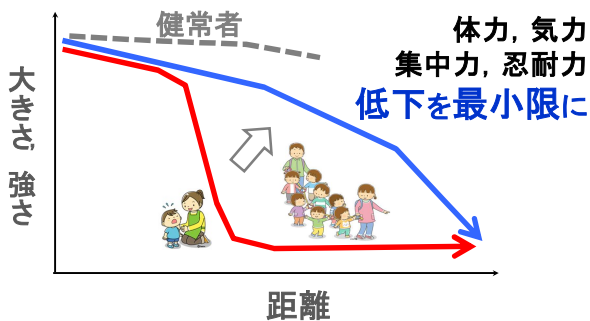 健常者
体力，気力
集中力，忍耐力
低下を最小限に
大きさ，強さ
距離